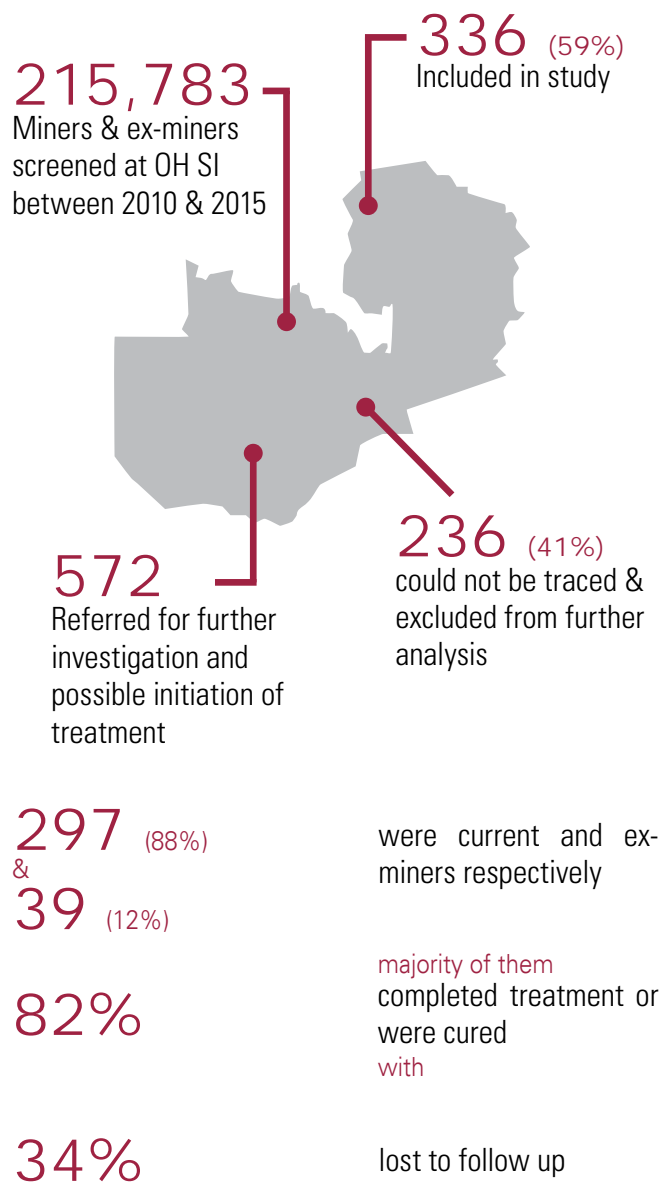 336 (59%)
Included in study
215,783
Miners & ex-miners
screened at OH SI
between 2010 & 2015
572
Referred for further
investigation and
possible initiation of
treatment
236 (41%)
could not be traced &
excluded from further
analysis
297 (88%)
&
39 (12%)
were current and ex-
miners respectively
82%
majority of them
completed treatment or
were cured
with
34%
lost to follow up